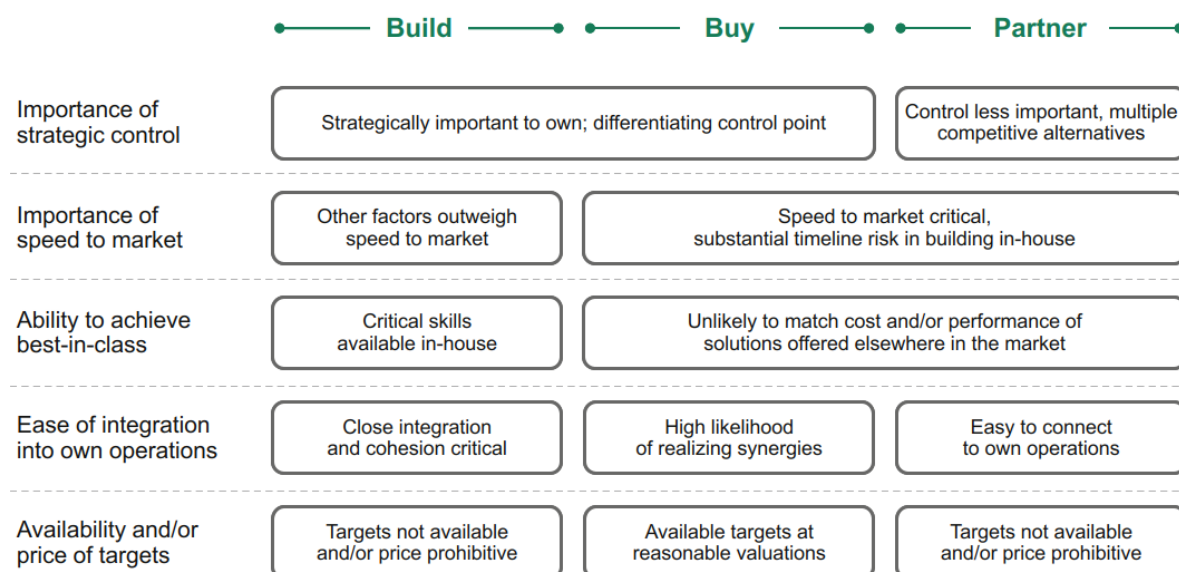 Build
Buy
Partner
Importance of
strategic control
Strategically important to own; differentiating control point
Control less important, multiple
competitive alternatives
Importance of
speed to market
Other factors outweigh
speed to market
Speed to market critical,
substantial timeline risk in building in-house
Ability to achieve
best-in-class
Critical skills
available in-house
Unlikely to match cost and/or performance of
solutions offered elsewhere in the market
Ease of integration
into own operations
Close integration
and cohesion critical
High likelihood
of realizing synergies
Easy to connect
to own operations
Availability and/or
price of targets
Targets not available
and/or price prohibitive
Available targets at
reasonable valuations
Targets not available
and/or price prohibitive